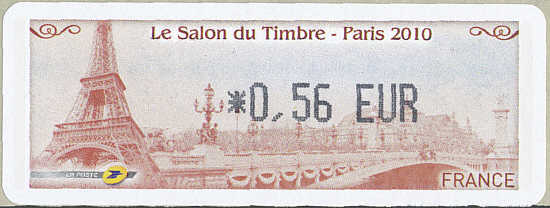 Le Salon du Timbre - Paris 2010
*0,56 EUR
LA POSTE
FRANCE